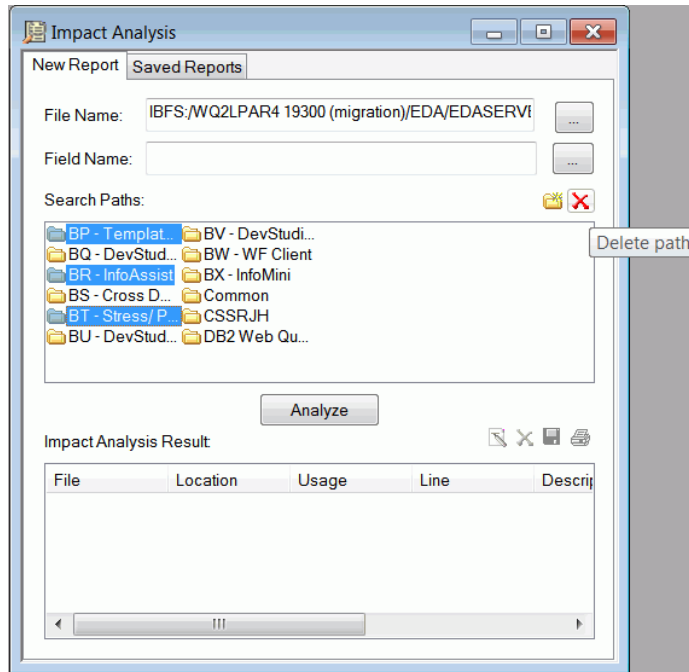 Impact Analysis
New Report Saved Reports
File Name: IBFS:/WQ2LPAR4 19300 (migration)/EDA/EDASERVE ...
Field Name: ...
Search Paths:
Delete path
BP - Templat... BV - DevStudi...
BQ - DevStud... BW - WF Client
BR - InfoAssist BX - InfoMini
BS - Cross D... Common
BT - Stress/ P... CSSRJH
BU - DevStud... DB2 Web Qu...
Analyze
Impact Analysis Result:
File Location Usage Line Descrip